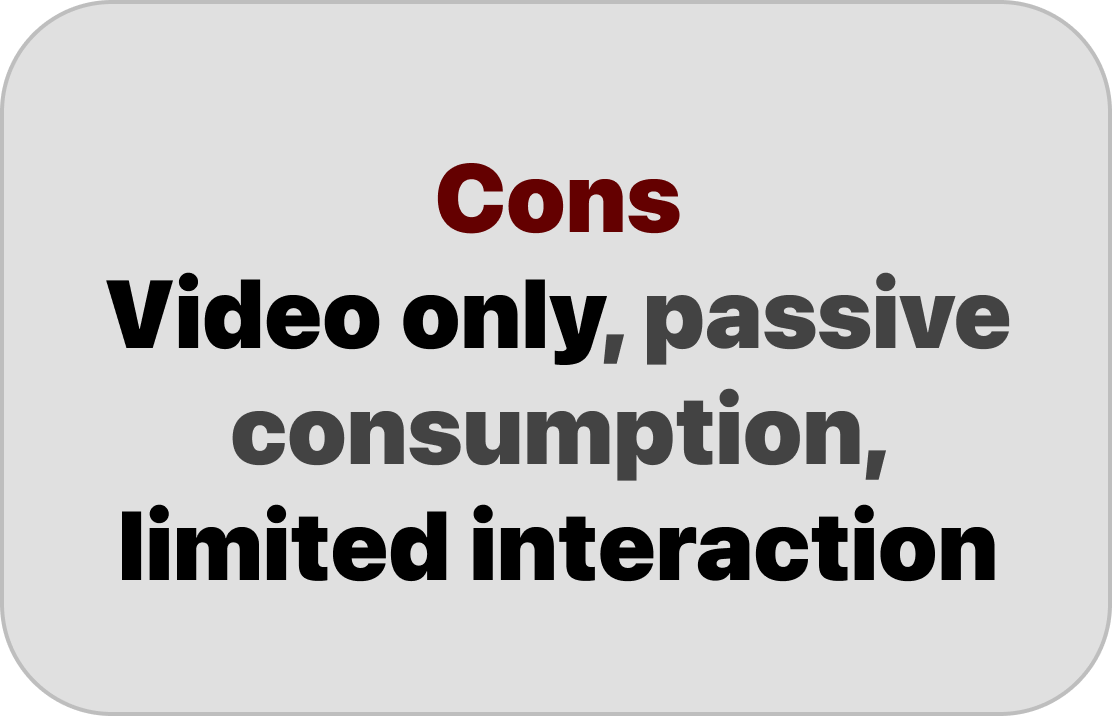 Cons
Video only, passive
consumption,
limited interaction